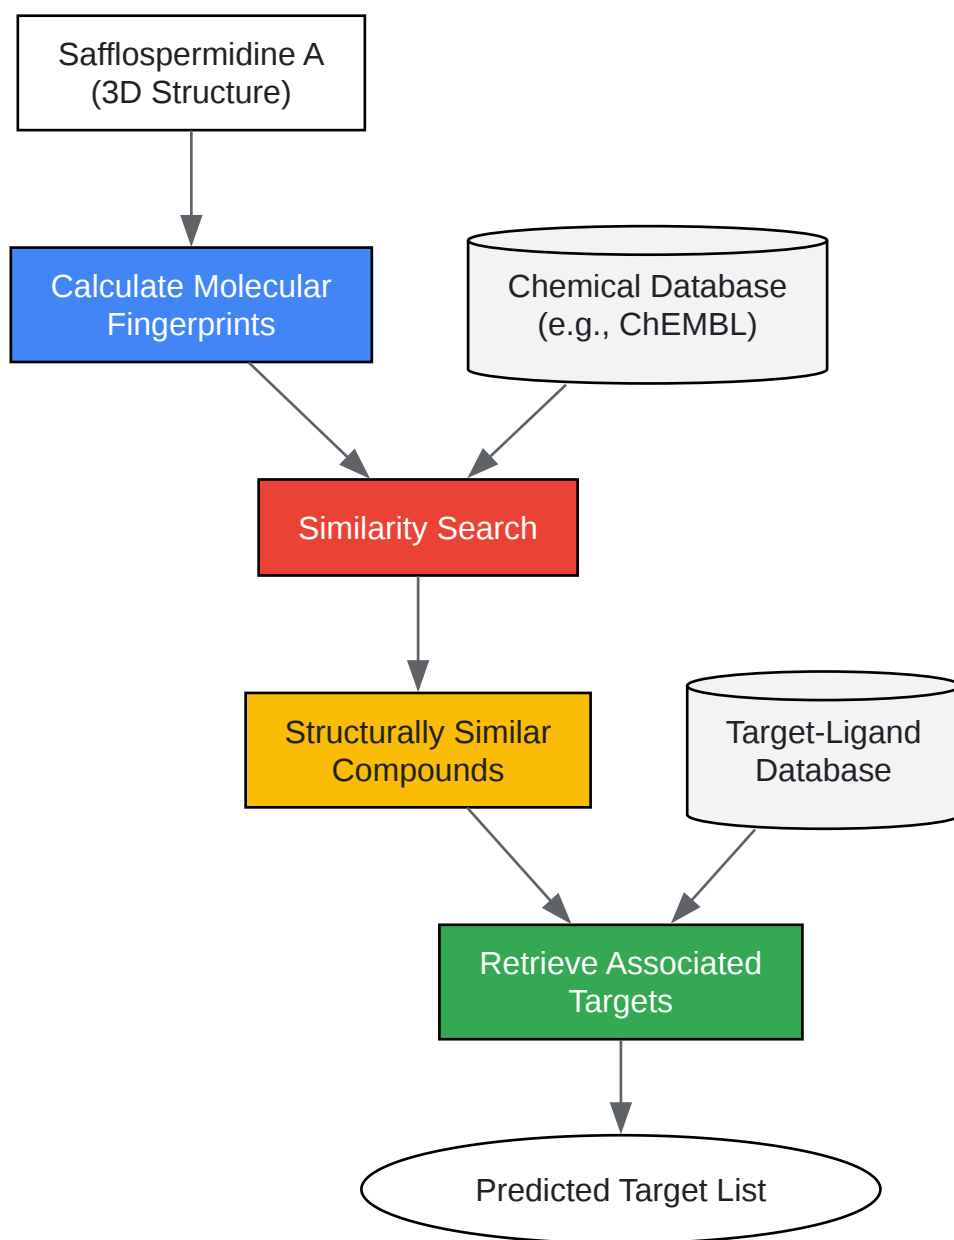 Safflospermidine A
(3D Structure)
Calculate Molecular
Fingerprints
Chemical Database
(e.g., ChEMBL)
Similarity Search
Structurally Similar
Compounds
Target-Ligand
Database
Retrieve Associated
Targets
Predicted Target List